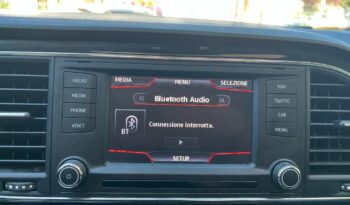 RADIO
MEDIA
PHONE
VOICE
MEDIA MENU SELEZIONE
Bluetooth Audio
BT
Connessione interrotta.
SETUP
NAV
TRAFFIC
CAR
MENU